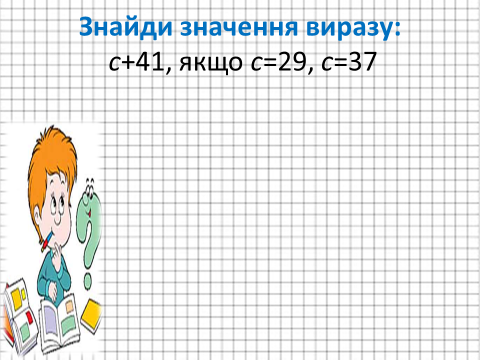 Знайди значення виразу:
c+41, якщо c=29, c=37